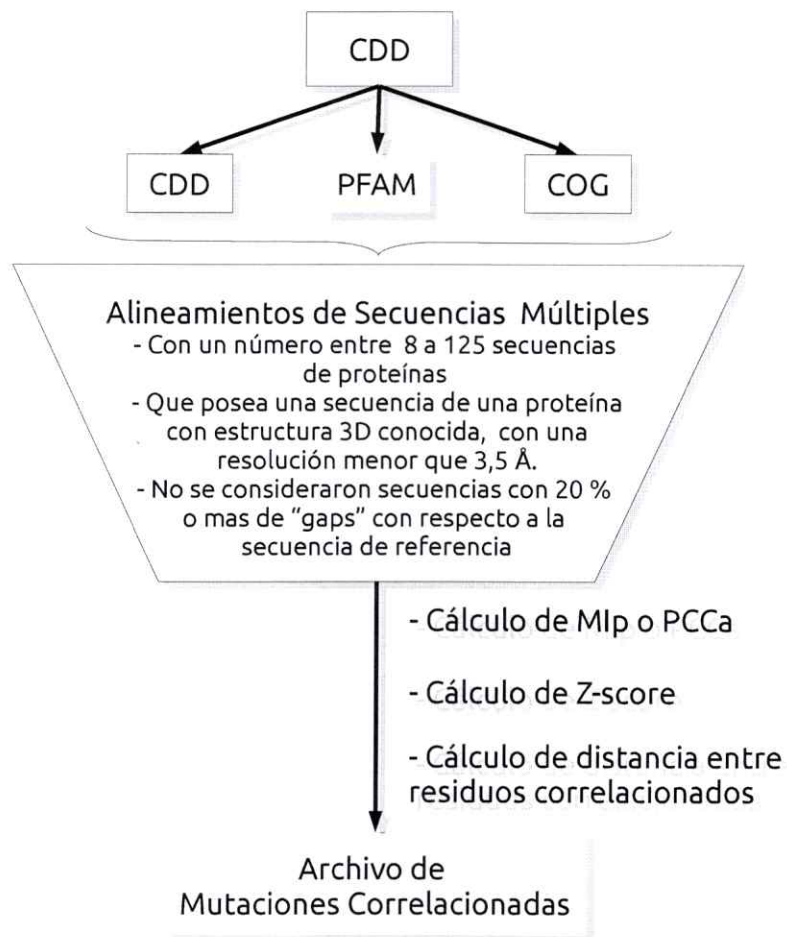 CDD
CDD PFAM COG
Alineamientos de Secuencias Múltiples
- Con un número entre 8 a 125 secuencias
de proteínas
- Que posea una secuencia de una proteína
con estructura 3D conocida, con una
resolución menor que 3,5 Å.
- No se consideraron secuencias con 20 %
o mas de "gaps" con respecto a la
secuencia de referencia
- Cálculo de MIp o PCCa
- Cálculo de Z-score
- Cálculo de distancia entre
residuos correlacionados
Archivo de
Mutaciones Correlacionadas